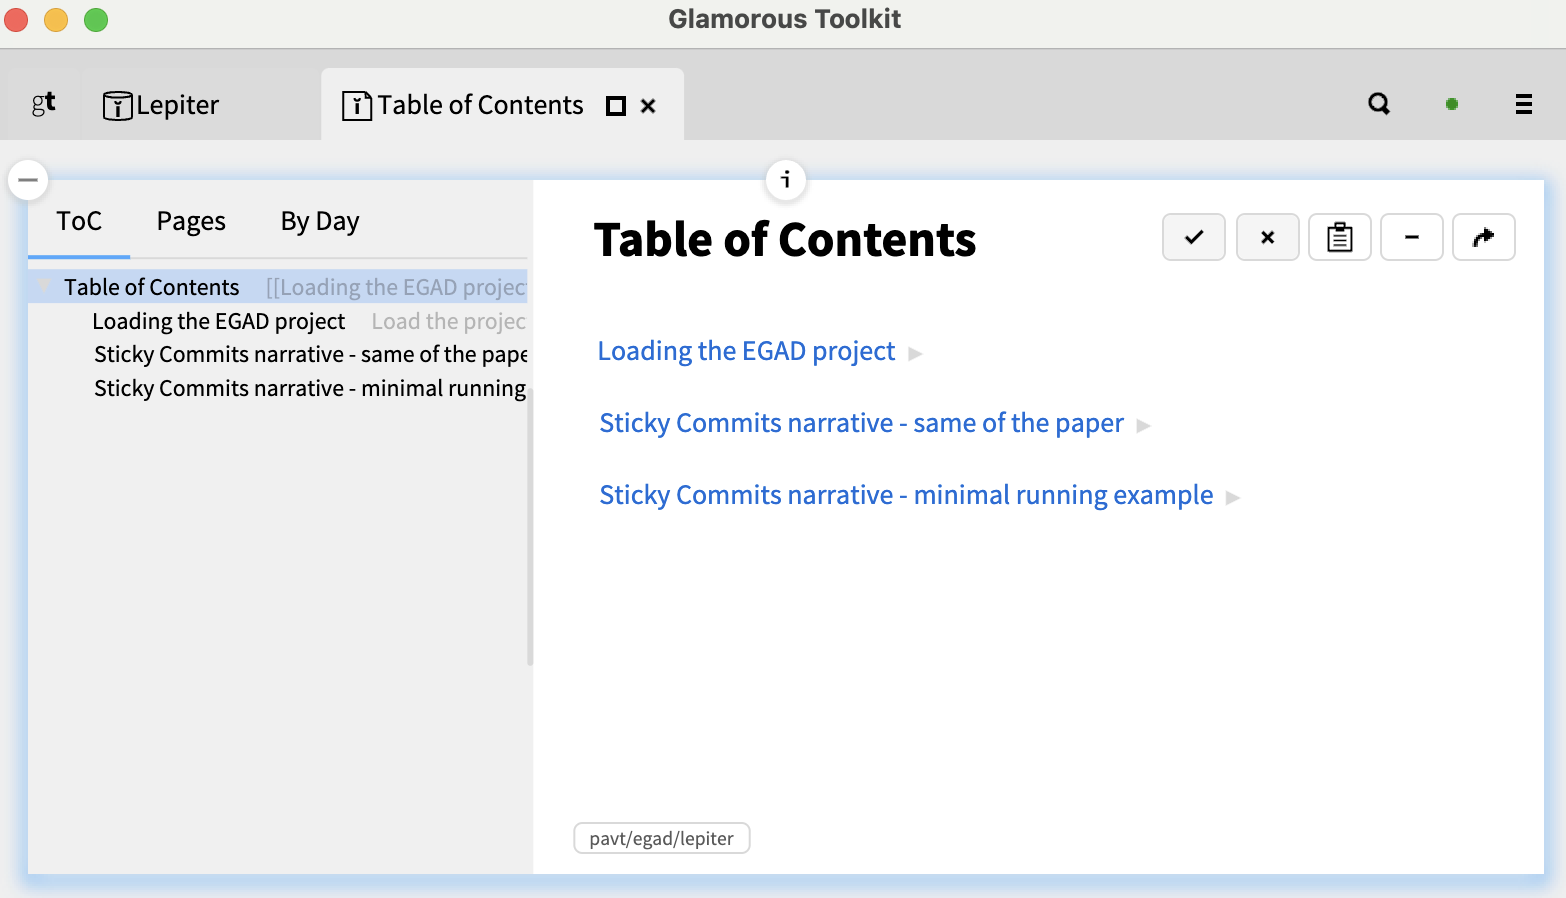 Glamorous Toolkit
gt Lepiter Table of Contents
ToC Pages By Day
Table of Contents [[Loading the EGAD projec
Loading the EGAD project Load the projec
Sticky Commits narrative - same of the pape
Sticky Commits narrative - minimal running
Table of Contents
Loading the EGAD project
Sticky Commits narrative - same of the paper
Sticky Commits narrative - minimal running example
pavt/egad/lepiter